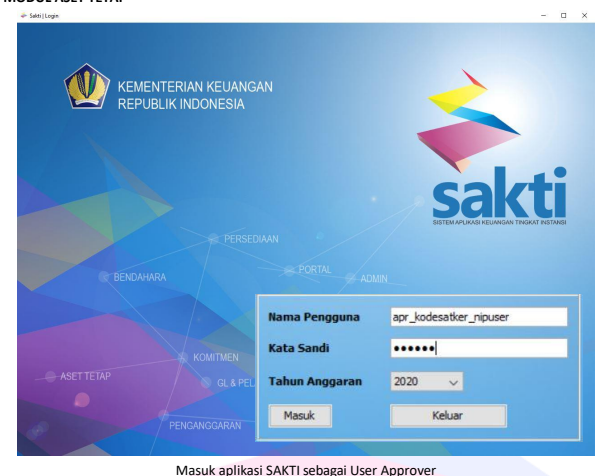 MODUL ASET TETAP
Sakti | Login
KEMENTERIAN KEUANGAN
REPUBLIK INDONESIA
sakti
SISTEM APLIKASI KEUANGAN TINGKAT INSTANSI
PERSEDIAAN
PORTAL
BENDAHARA
ADMIN
Nama Pengguna apr_kodesatker_nipuser
Kata Sandi ••••••
KOMITMEN
ASET TETAP
GL & PEL
Tahun Anggaran 2020
Masuk Keluar
PENGANGGARAN
Masuk aplikasi SAKTI sebagai User Approver